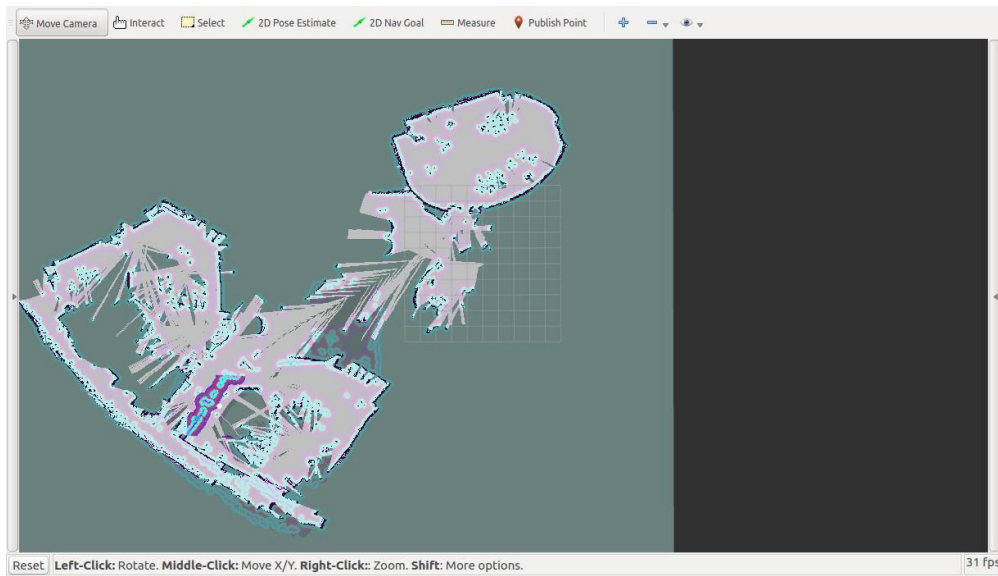 Move Camera Interact Select 2D Pose Estimate 2D Nav Goal Measure Publish Point
Reset Left-Click: Rotate. Middle-Click: Move X/Y. Right-Click:: Zoom. Shift: More options. 31 fps